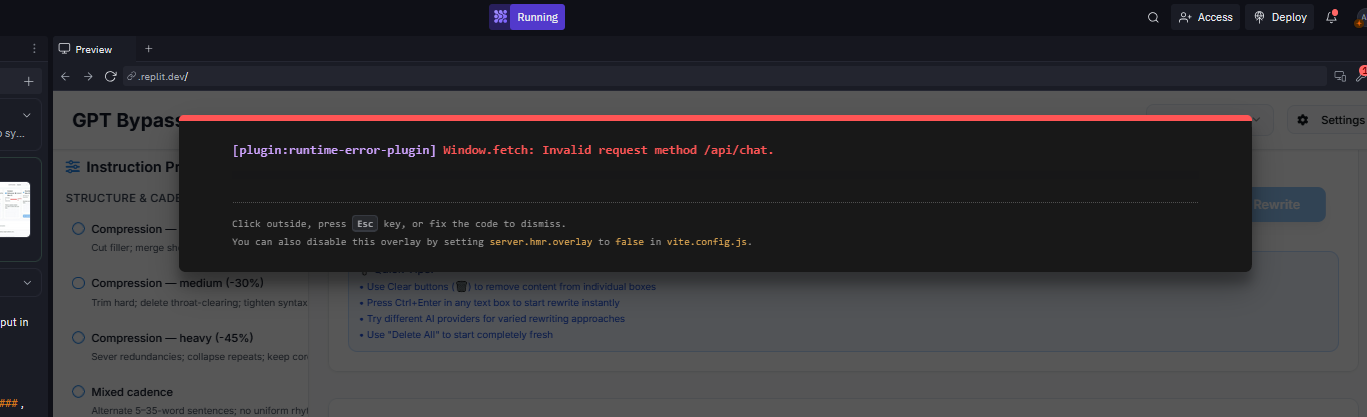 Running
Access
Deploy
Preview
.replit.dev/
GPT Bypass
Settings
[plugin:runtime-error-plugin] Window.fetch: Invalid request method /api/chat.
Click outside, press Esc key, or fix the code to dismiss.
You can also disable this overlay by setting server.hmr.overlay to false in vite.config.js.
Instruction Pr
STRUCTURE & CADE
Compression —
Cut filler; merge sh
Compression — medium (-30%)
Trim hard; delete throat-clearing; tighten syntax
Compression — heavy (-45%)
Sever redundancies; collapse repeats; keep cor
Mixed cadence
Alternate 5-35-word sentences; no uniform rhyt
Rewrite
• Use Clear buttons (🗑) to remove content from individual boxes
• Press Ctrl+Enter in any text box to start rewrite instantly
• Try different AI providers for varied rewriting approaches
• Use "Delete All" to start completely fresh
o sy...
put in
###,